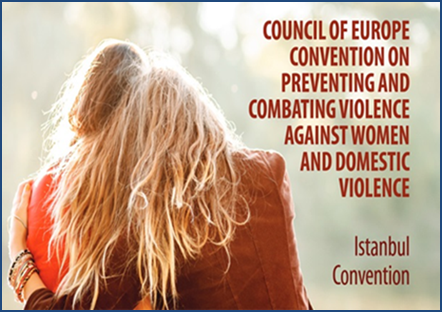 COUNCIL OF EUROPE
CONVENTION ON
PREVENTING AND
COMBATING VIOLENCE
AGAINST WOMEN
AND DOMESTIC
VIOLENCE
Istanbul
Convention